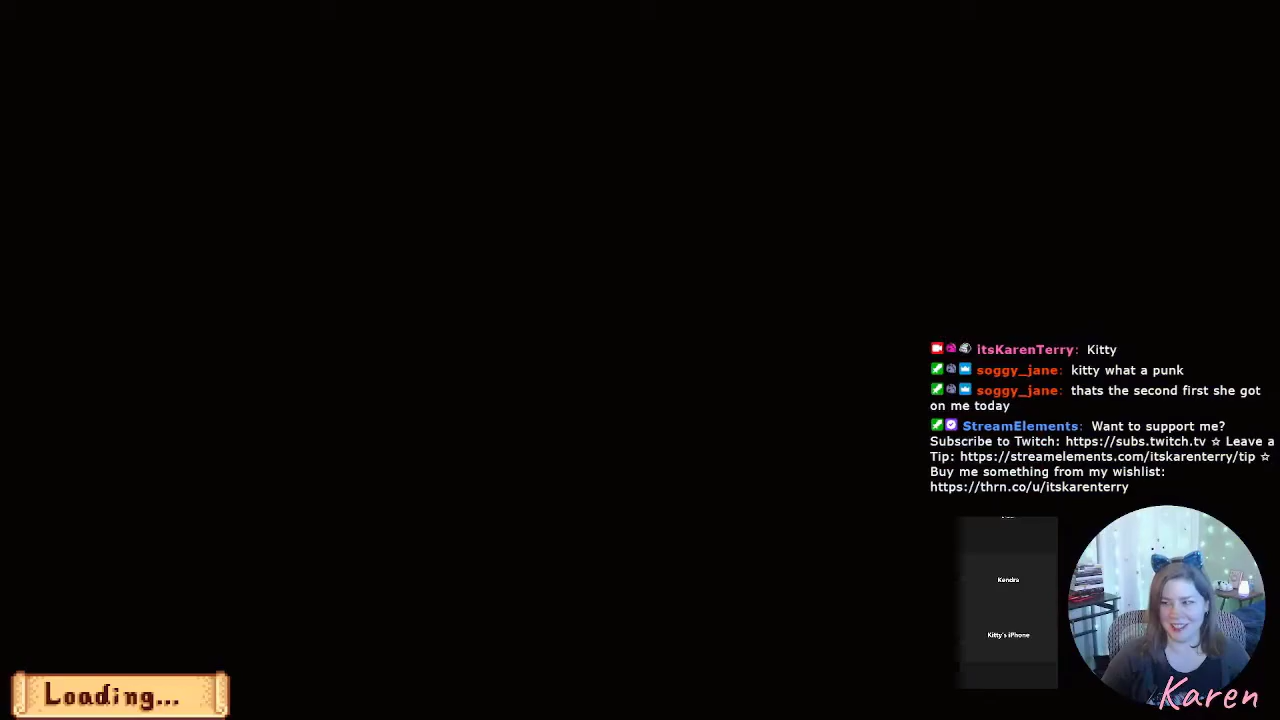 itsKarenTerry: Kitty
soggy_jane: kitty what a punk
soggy_jane: thats the second first she got
on me today
StreamElements: Want to support me?
Subscribe to Twitch: https://subs.twitch.tv ☆ Leave a
Tip: https://streamelements.com/itskarenterry/tip ☆
Buy me something from my wishlist:
https://thrn.co/u/itskarenterry
Kendra
Kitty's iPhone
Karen
Loading...